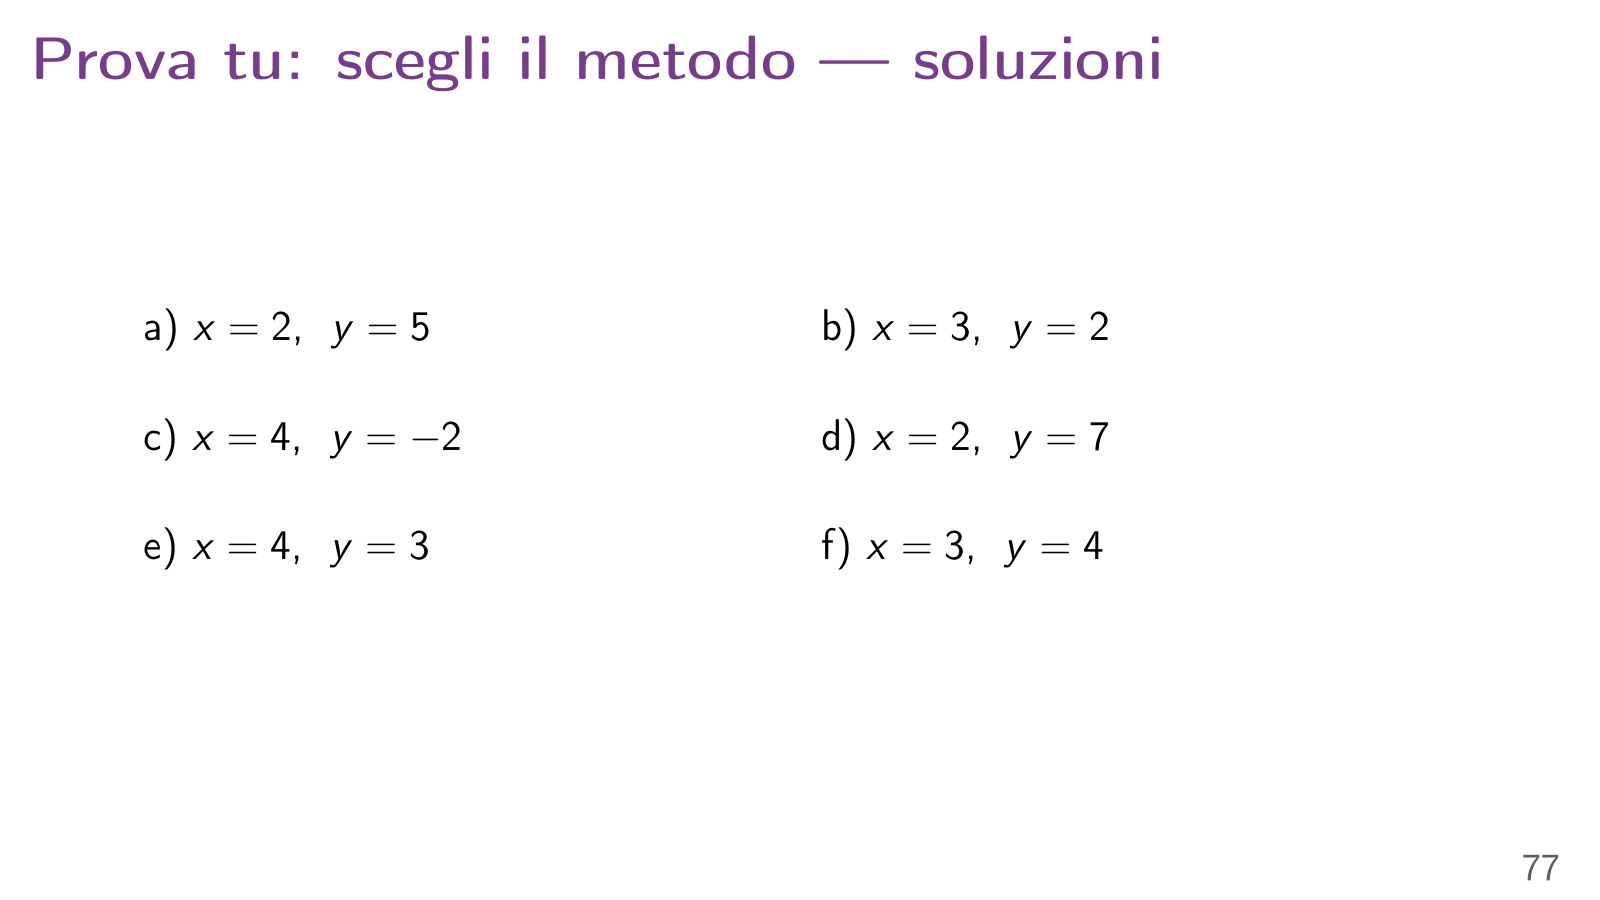 Prova tu: scegli il metodo — soluzioni
a) x = 2, y = 5
b) x = 3, y = 2
c) x = 4, y = −2
d) x = 2, y = 7
e) x = 4, y = 3
f) x = 3, y = 4
77